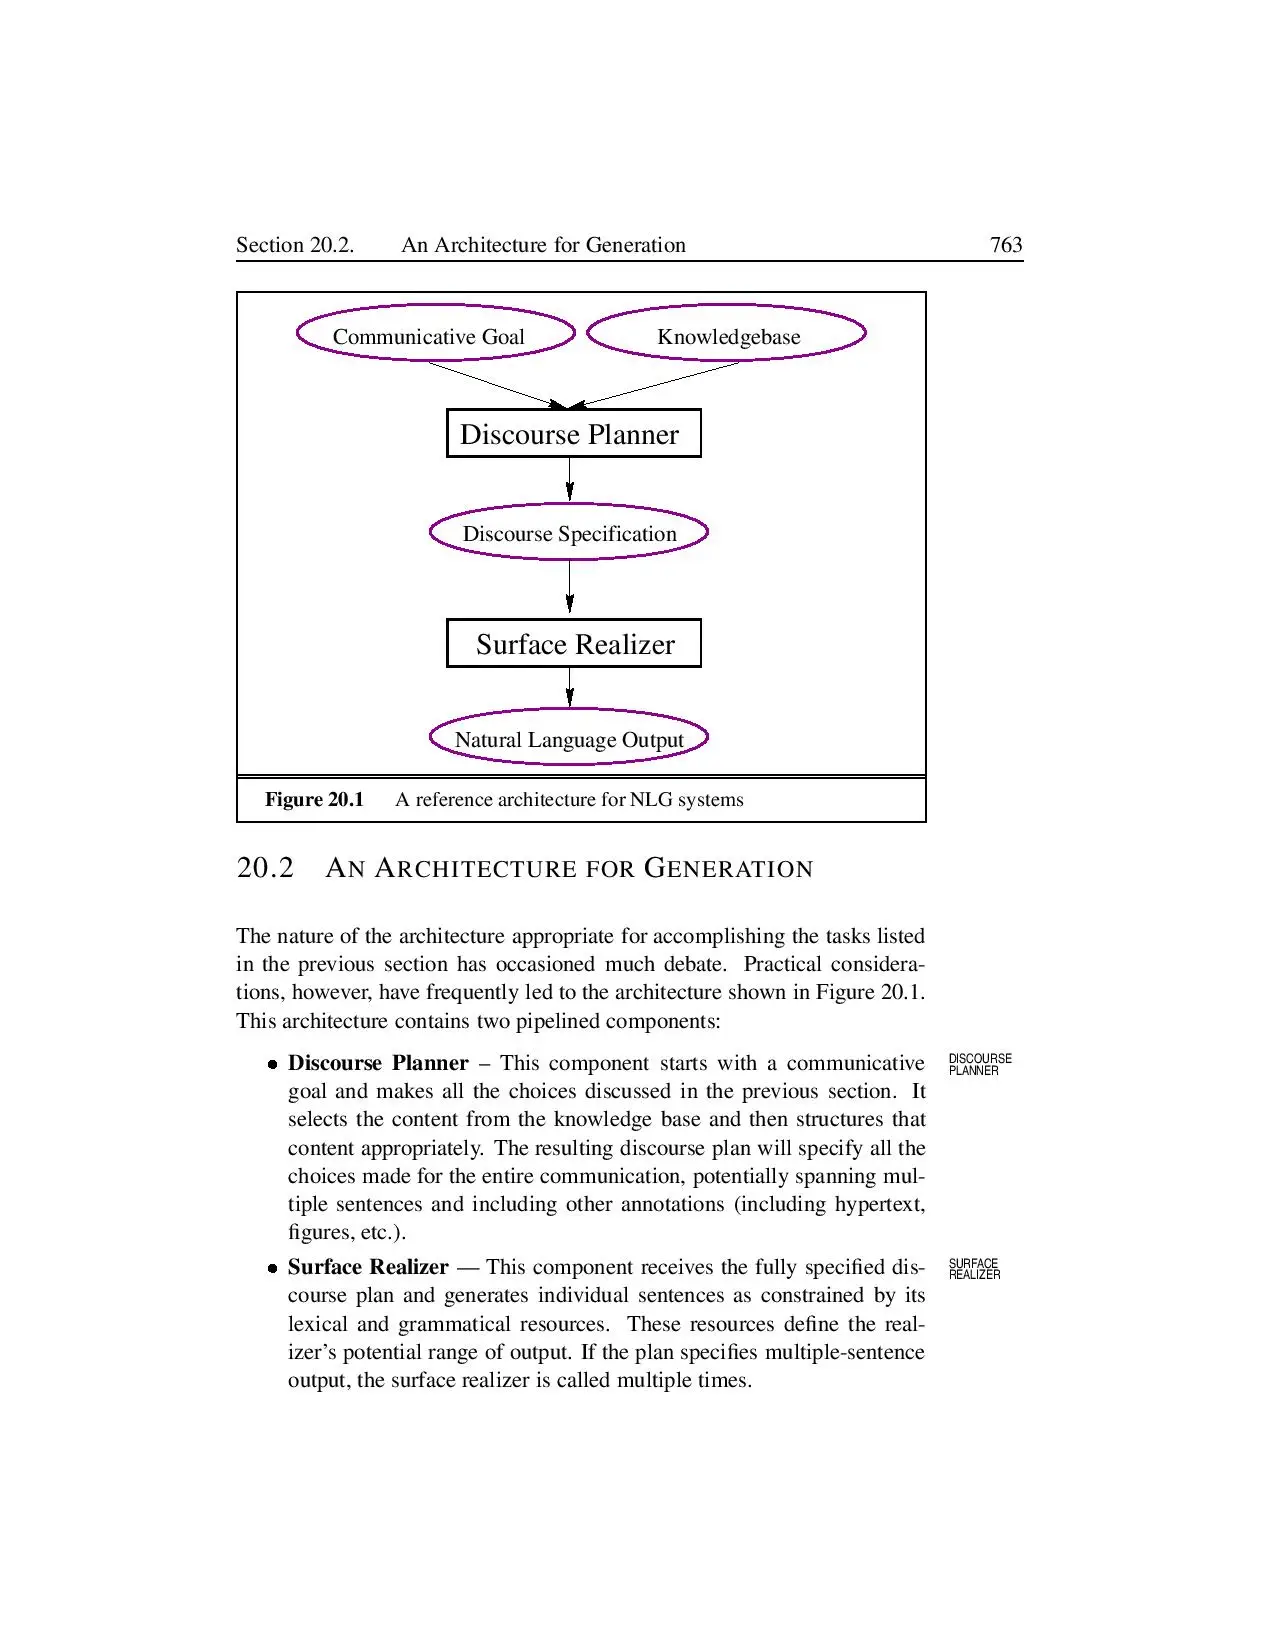 Section 20.2. An Architecture for Generation 763
Communicative Goal Knowledgebase
Discourse Planner
Discourse Specification
Surface Realizer
Natural Language Output
Figure 20.1 A reference architecture for NLG systems
20.2 AN ARCHITECTURE FOR GENERATION
The nature of the architecture appropriate for accomplishing the tasks listed
in the previous section has occasioned much debate. Practical considera-
tions, however, have frequently led to the architecture shown in Figure 20.1.
This architecture contains two pipelined components:
• Discourse Planner – This component starts with a communicative
goal and makes all the choices discussed in the previous section. It
selects the content from the knowledge base and then structures that
content appropriately. The resulting discourse plan will specify all the
choices made for the entire communication, potentially spanning mul-
tiple sentences and including other annotations (including hypertext,
figures, etc.).
DISCOURSE
PLANNER
• Surface Realizer — This component receives the fully specified dis-
course plan and generates individual sentences as constrained by its
lexical and grammatical resources. These resources define the real-
izer's potential range of output. If the plan specifies multiple-sentence
output, the surface realizer is called multiple times.
SURFACE
REALIZER